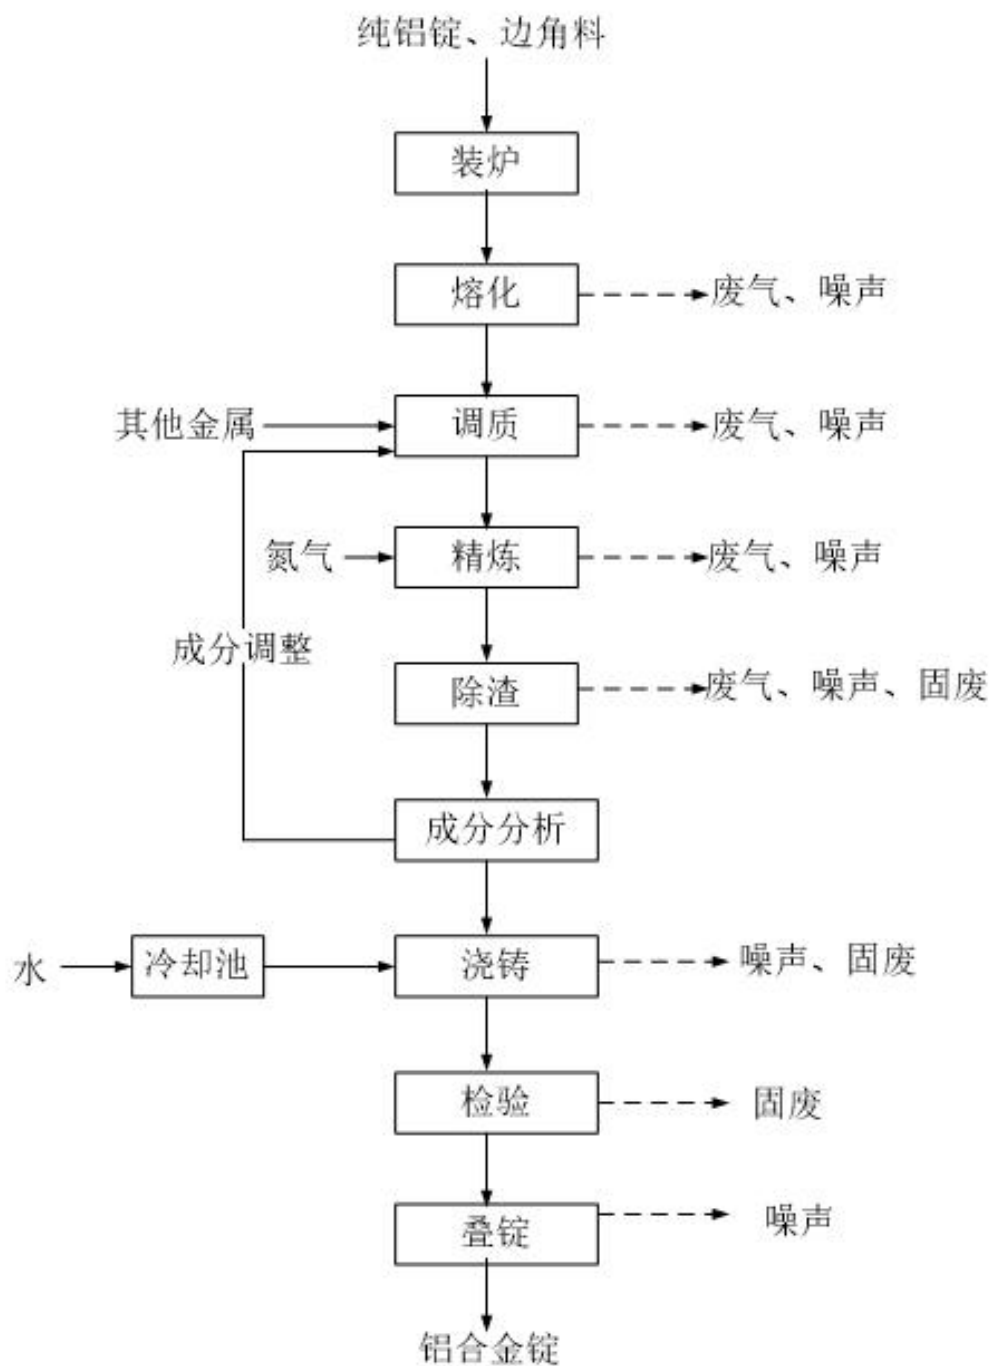 纯铝锭、边角料
装炉
熔化
废气、噪声
其他金属
调质
废气、噪声
氮气
精炼
废气、噪声
成分调整
除渣
废气、噪声、固废
成分分析
水
冷却池
浇铸
噪声、固废
检验
固废
叠锭
噪声
铝合金锭